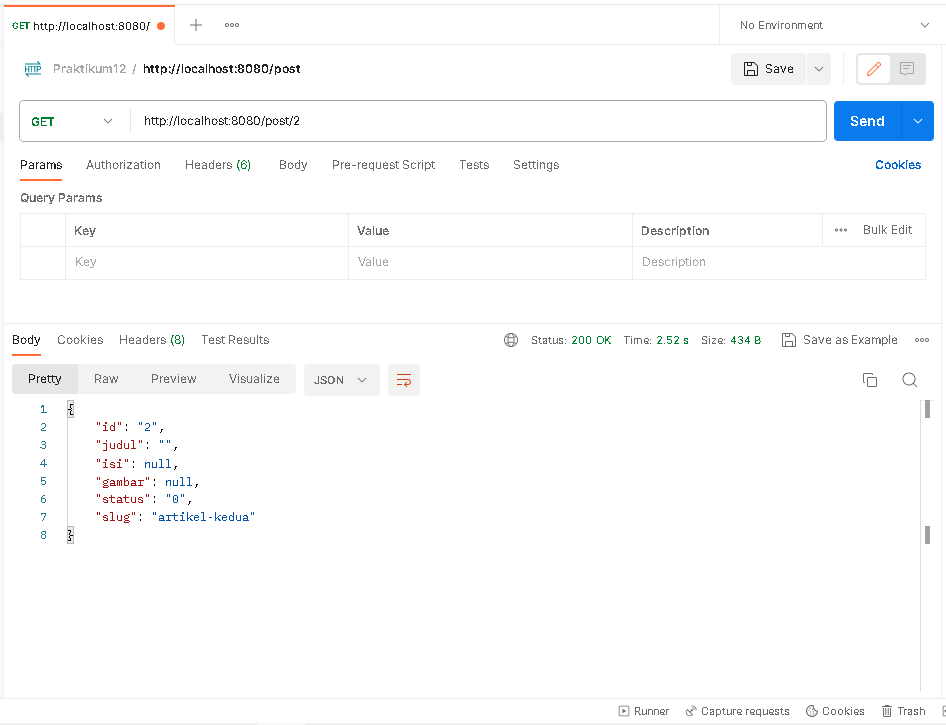 GET http://localhost:8080/
No Environment
HTTP Praktikum12 / http://localhost:8080/post
Save
GET http://localhost:8080/post/2 Send
Params Authorization Headers (6) Body Pre-request Script Tests Settings Cookies
Query Params
Key Value Description Bulk Edit
Key Value Description
Body Cookies Headers (8) Test Results Status: 200 OK Time: 2.52 s Size: 434 B Save as Example
Pretty Raw Preview Visualize JSON
1 {
2 "id": "2",
3 "judul": "",
4 "isi": null,
5 "gambar": null,
6 "status": "0",
7 "slug": "artikel-kedua"
8 }
Runner Capture requests Cookies Trash